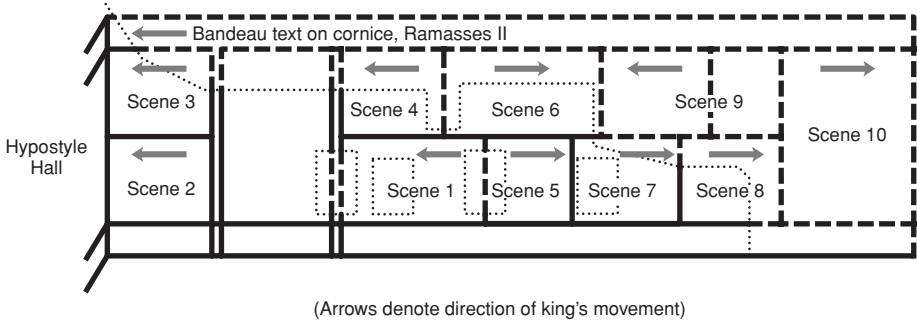 Bandeau text on cornice, Ramasses II
Scene 3
Scene 4
Scene 6
Scene 9
Scene 10
Hypostyle
Hall
Scene 2
Scene 1
Scene 5
Scene 7
Scene 8
(Arrows denote direction of king's movement)